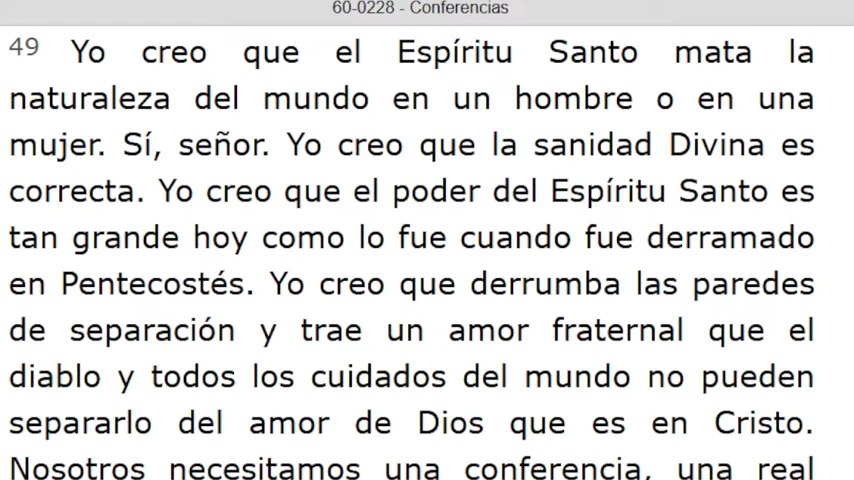 60-0228 - Conferencias
49 Yo creo que el Espíritu Santo mata la
naturaleza del mundo en un hombre o en una
mujer. Sí, señor. Yo creo que la sanidad Divina es
correcta. Yo creo que el poder del Espíritu Santo es
tan grande hoy como lo fue cuando fue derramado
en Pentecostés. Yo creo que derrumba las paredes
de separación y trae un amor fraternal que el
diablo y todos los cuidados del mundo no pueden
separarlo del amor de Dios que es en Cristo.
Nosotros necesitamos una conferencia, una real